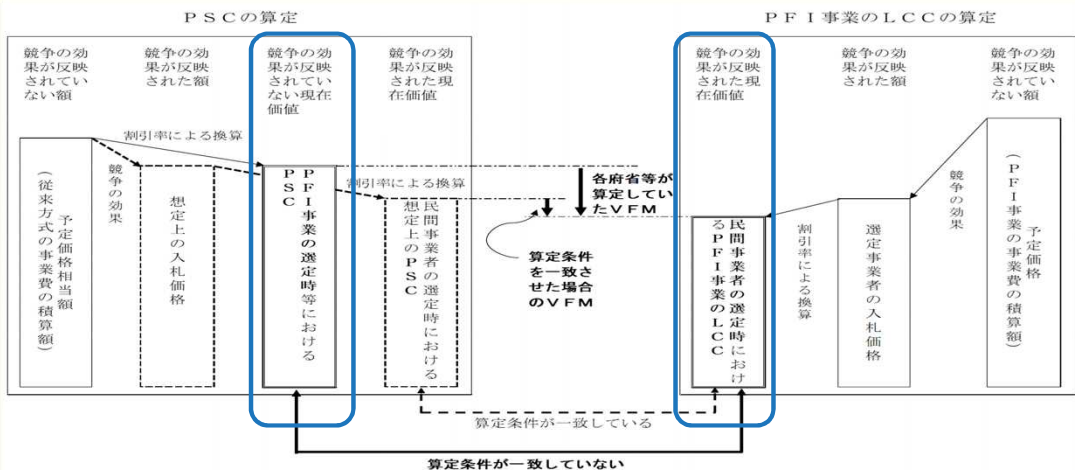 PSCの算定
PFI事業のLCCの算定
競争の効
果が反映
されてい
ない額
競争の効
果が反映
された額
競争の効
果が反映
されてい
ない現在
価値
競争の効
果が反映
された現
在価値
競争の効
果が反映
された現
在価値
競争の効
果が反映
された額
競争の効
果が反映
されてい
ない額
割引率による換算
競争の効果
割引率による換算
予定価格相当額
(従来方式の事業費の積算額)
想定上の入札価格
PFI事業の選定時等における
PSC
民間事業者の選定時における
想定上のPSC
各府省等が
算定してい
たVFM
算定条件
を一致さ
せた場合
のVFM
民間事業者の選定時におけ
るPFI事業のLCC
割引率による換算
選定事業者の入札価格
競争の効果
予定価格
(PFI事業の事業費の積算額)
算定条件が一致している
算定条件が一致していない